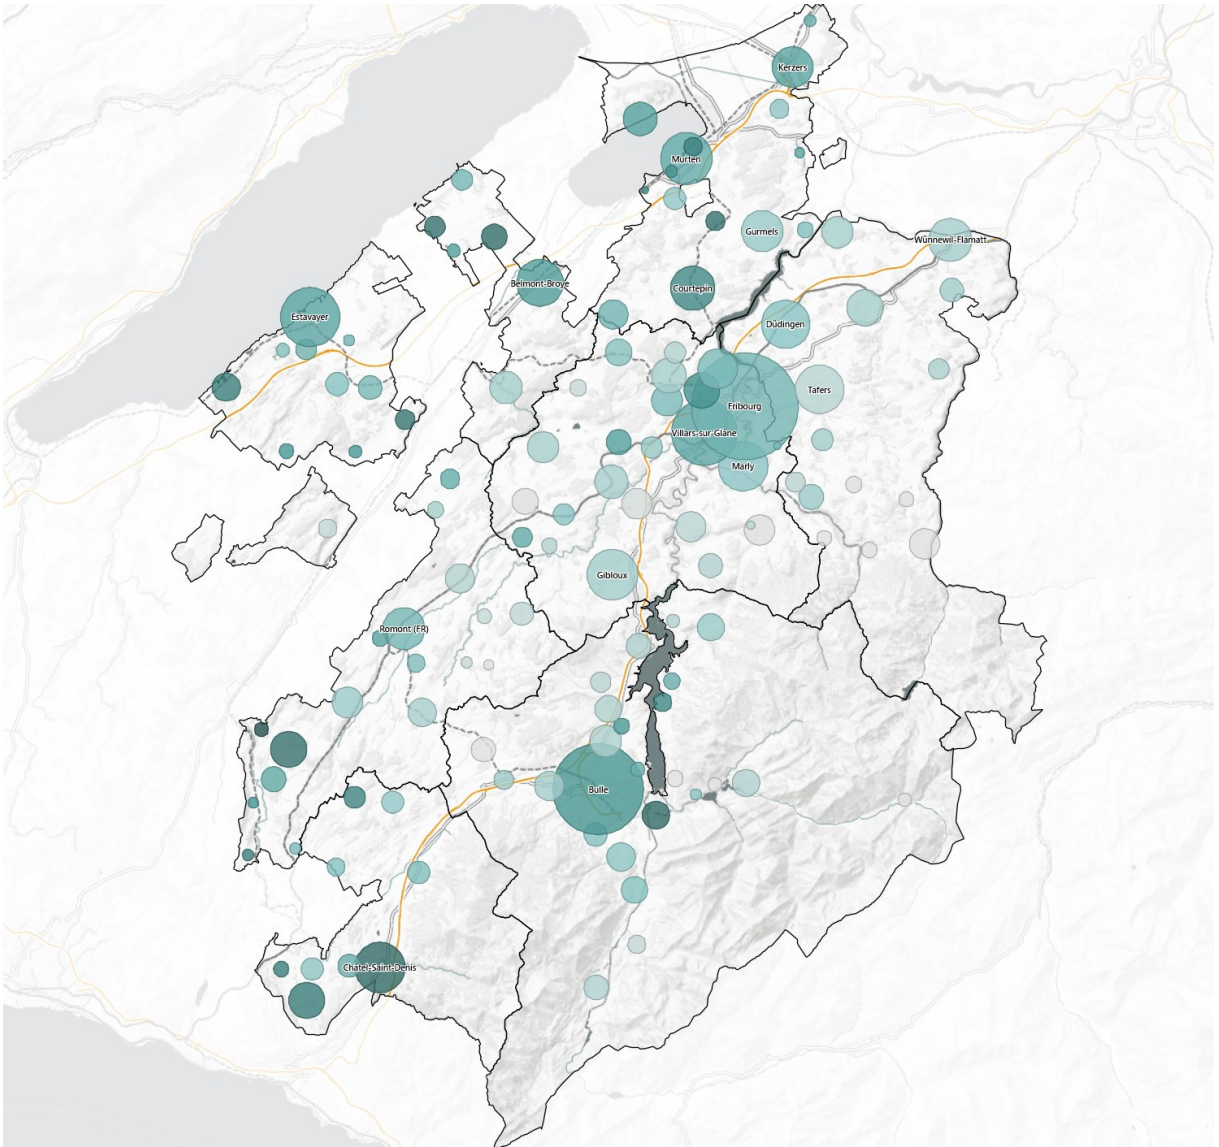 Kerzers
Murten
Gurmels
Wünnewil-Flamatt
Belmont-Broye
Courtepin
Estavayer
Düdingen
Tafers
Fribourg
Villars-sur-Glâne
Marly
Gibloux
Romont (FR)
Bulle
Châtel-Saint-Denis